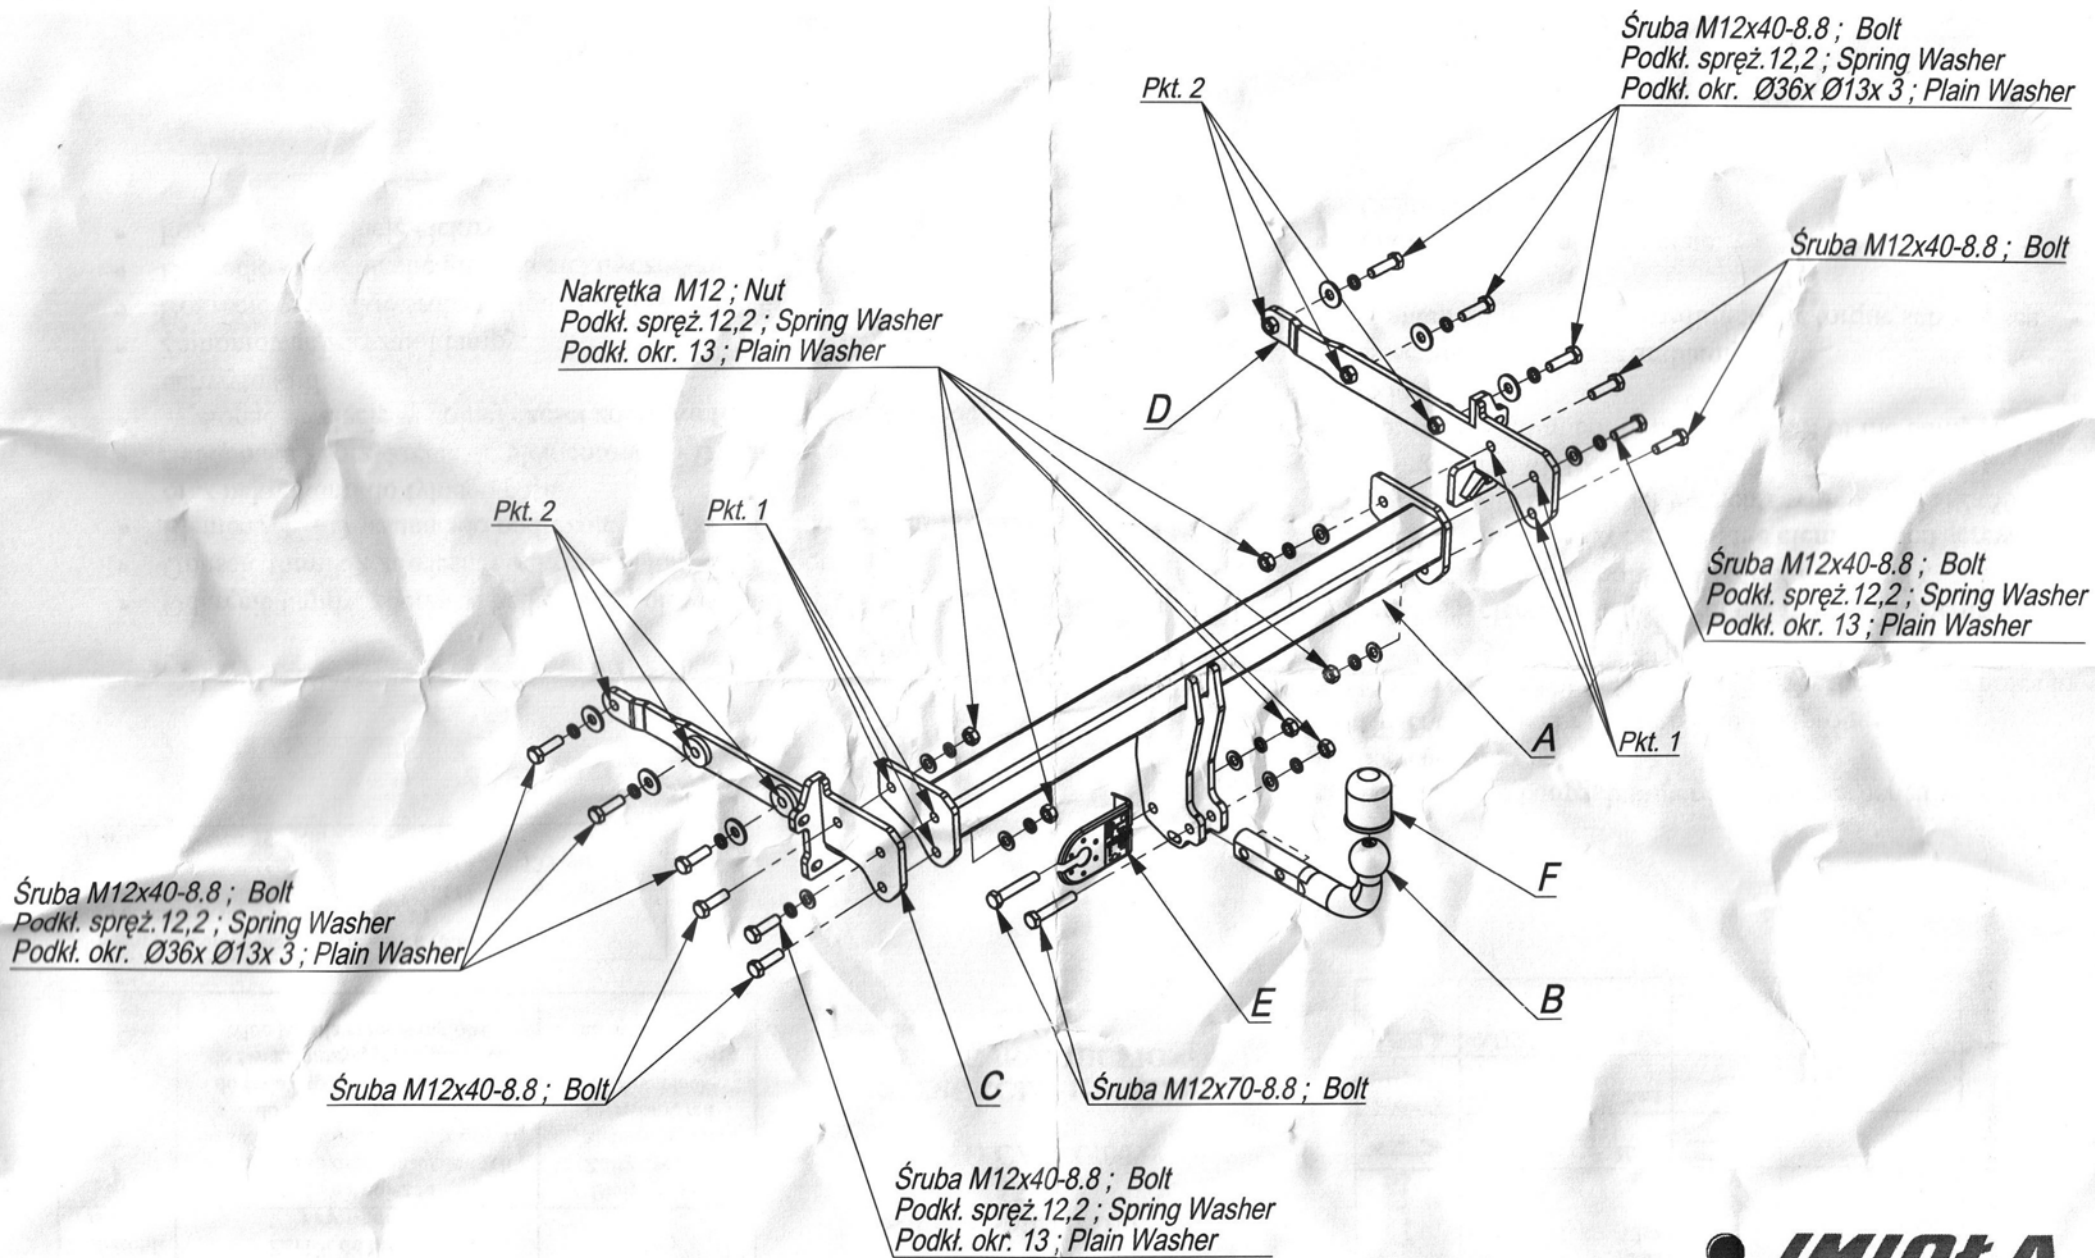 Śruba M12x40-8.8 ; Bolt
Podkł. spręż.12,2 ; Spring Washer
Podkł. okr. Ø36x Ø13x 3 ; Plain Washer
Pkt. 2
Śruba M12x40-8.8 ; Bolt
Nakrętka M12 ; Nut
Podkł. spręż.12,2 ; Spring Washer
Podkł. okr. 13 ; Plain Washer
D
Pkt. 2
Pkt. 1
Śruba M12x40-8.8 ; Bolt
Podkł. spręż.12,2 ; Spring Washer
Podkł. okr. 13 ; Plain Washer
A
Pkt. 1
F
Śruba M12x40-8.8 ; Bolt
Podkł. spręż.12,2 ; Spring Washer
Podkł. okr. Ø36x Ø13x 3 ; Plain Washer
E
B
Śruba M12x40-8.8 ; Bolt
C
Śruba M12x70-8.8 ; Bolt
Śruba M12x40-8.8 ; Bolt
Podkł. spręż.12,2 ; Spring Washer
Podkł. okr. 13 ; Plain Washer
IMIOŁA